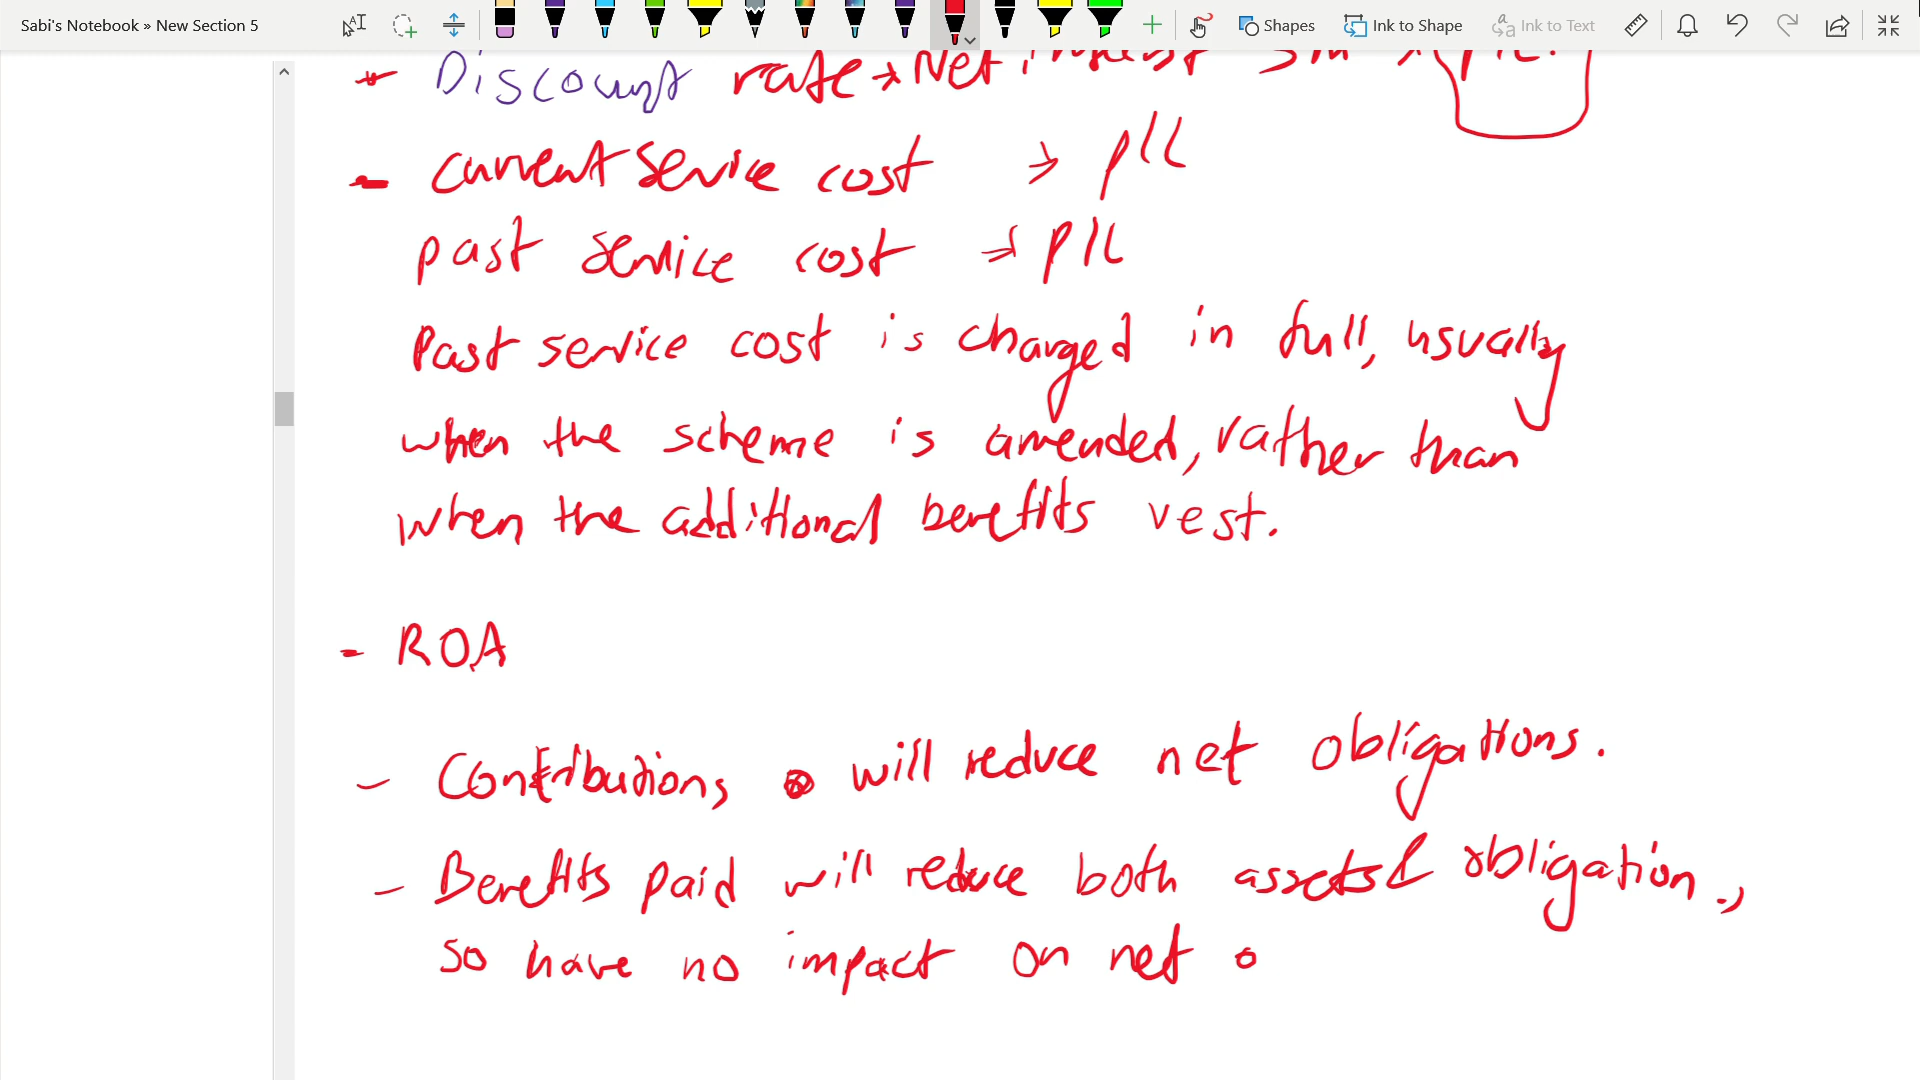 Sabi's Notebook » New Section 5
Shapes Ink to Shape Ink to Text
Discount rate → Net
- Current Service cost → P/L
past service cost → P/L
Past service cost is charged in full, usually
when the scheme is amended, rather than
when the additional benefits vest.
- ROA
- Contributions will reduce net obligations.
- Benefits paid will reduce both assets & obligation.,
so have no impact on net o